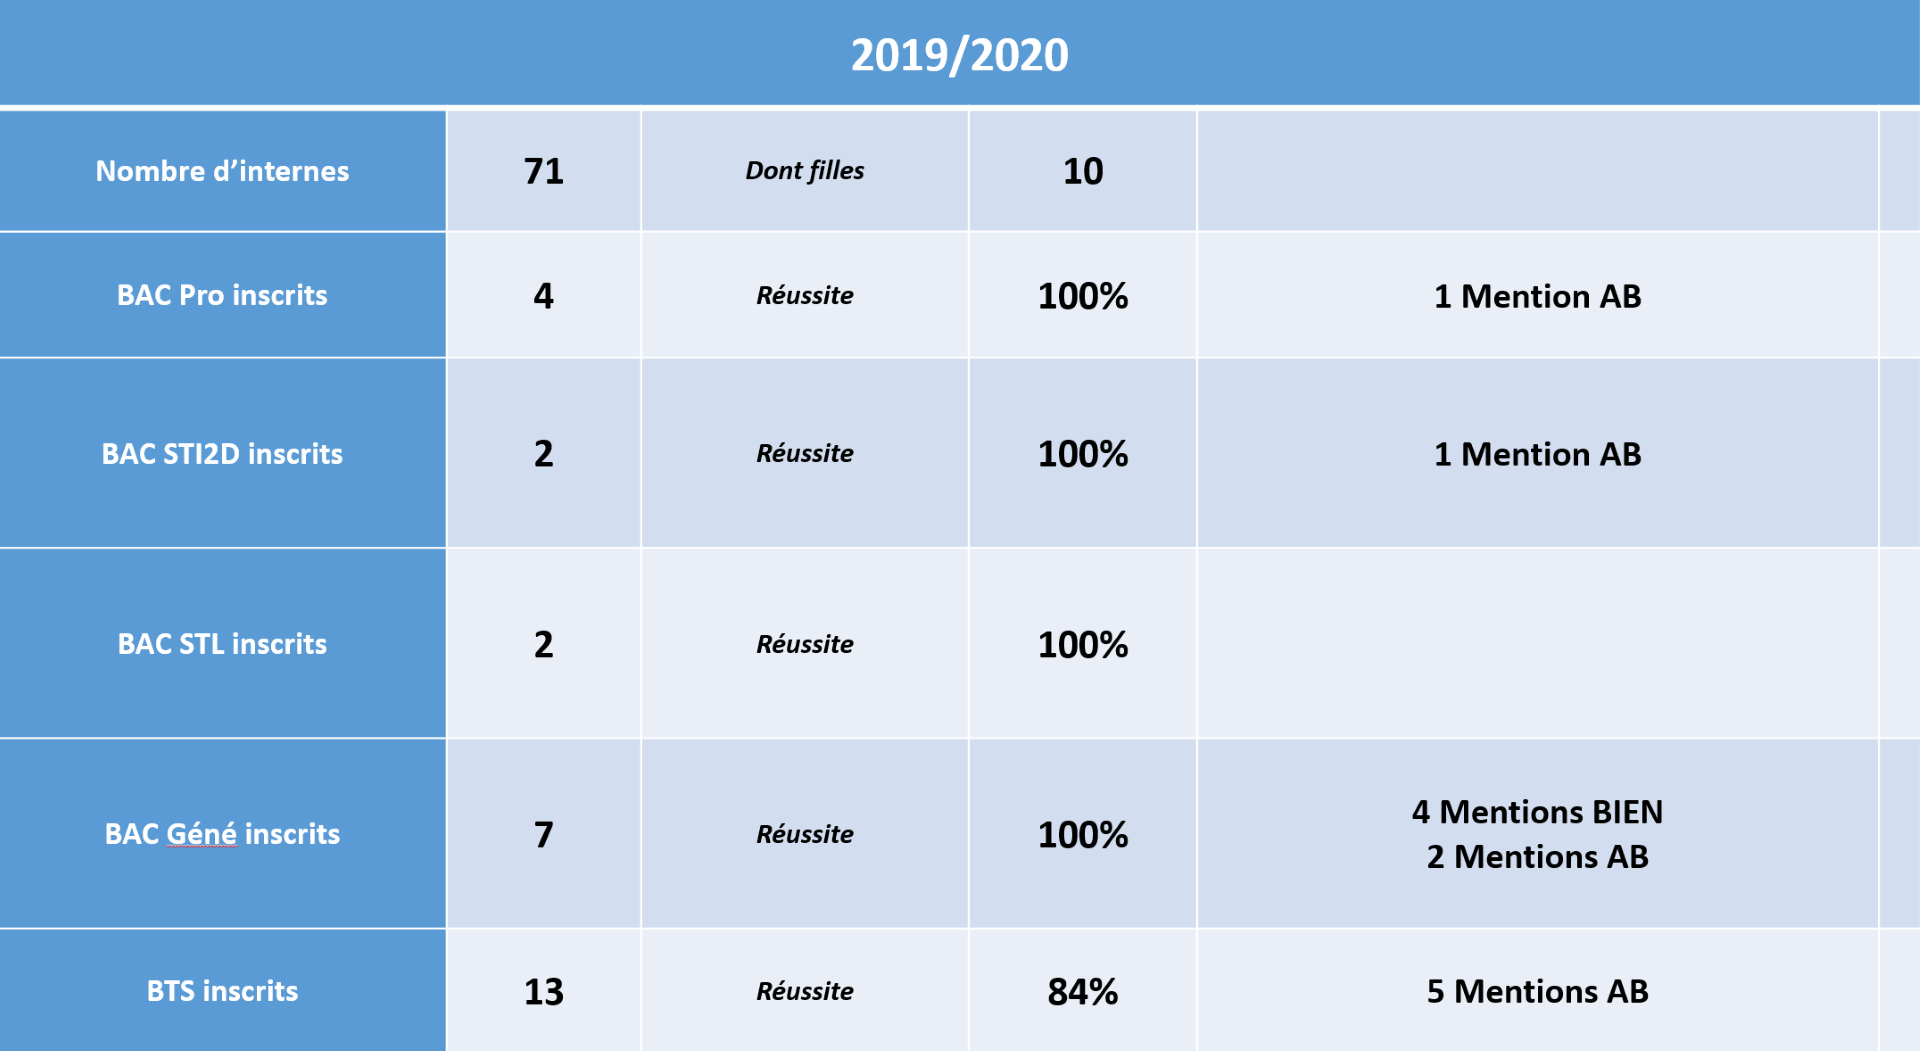 2019/2020
Nombre d’internes 71 Dont filles 10
BAC Pro inscrits 4 Réussite 100% 1 Mention AB
BAC STI2D inscrits 2 Réussite 100% 1 Mention AB
BAC STL inscrits 2 Réussite 100%
BAC Géné inscrits 7 Réussite 100% 4 Mentions BIEN
2 Mentions AB
BTS inscrits 13 Réussite 84% 5 Mentions AB